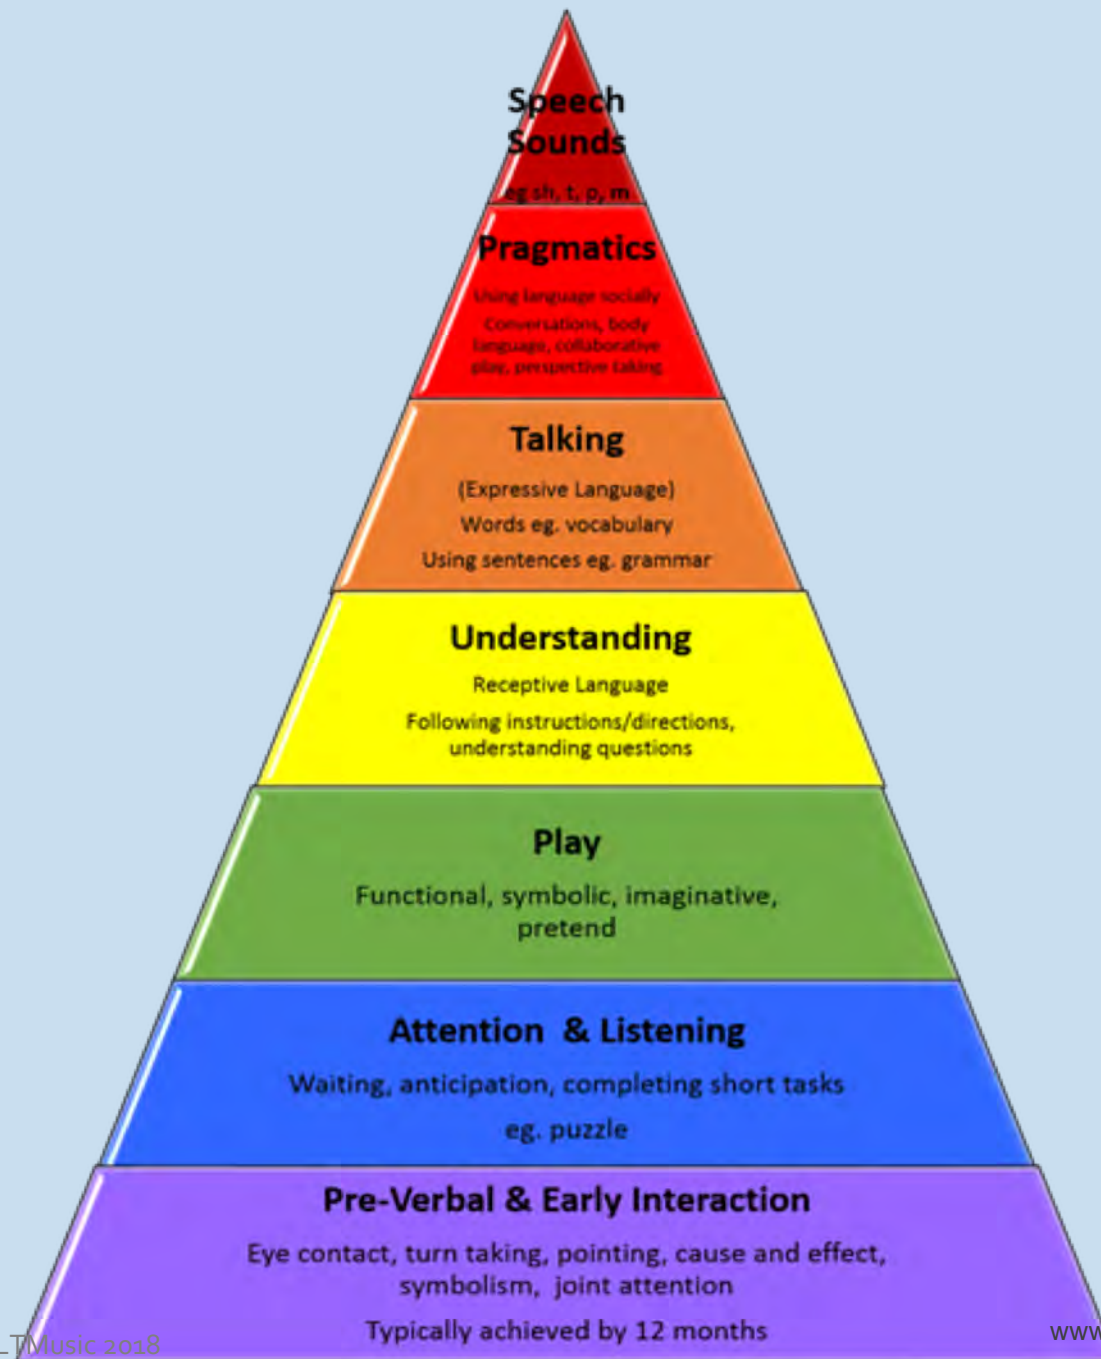 Speech
Sounds
eg sh, t, p, m
Pragmatics
Using language socially
Conversations, body
language, collaborative
play, perspective taking
Talking
(Expressive Language)
Words eg. vocabulary
Using sentences eg. grammar
Understanding
Receptive Language
Following instructions/directions,
understanding questions
Play
Functional, symbolic, imaginative,
pretend
Attention & Listening
Waiting, anticipation, completing short tasks
eg. puzzle
Pre-Verbal & Early Interaction
Eye contact, turn taking, pointing, cause and effect,
symbolism, joint attention
Typically achieved by 12 months
LTMusic 2018
www